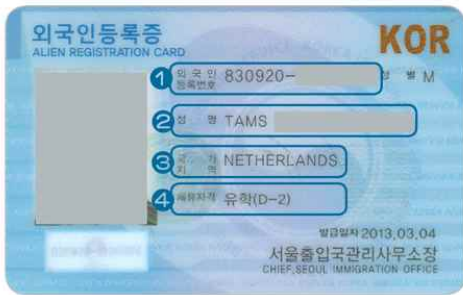 외국인등록증
KOR
ALIEN REGISTRATION CARD
1 외국인등록번호 830920- 성별 M
2 성 명 TAMS
3 국 가 지 역 NETHERLANDS
4 체류자격 유학(D-2)
발급일자 2013.03.04
서울출입국관리사무소장
CHIEF, SEOUL IMMIGRATION OFFICE